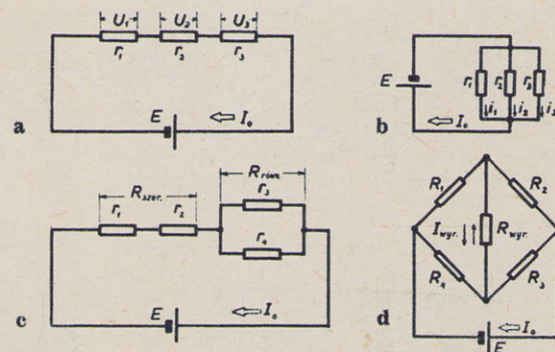 U₁ U₂ U₃
r₁ r₂ r₃
E I₀
a
E r₁ r₂ r₃
i₁ i₂ i₃
I₀
b
Rszer. Rrówn.
r₁ r₂ r₃
r₄
E I₀
c
R₁ R₂
Iwyr. Rwyr.
R₄ R₃
d
I₀
E